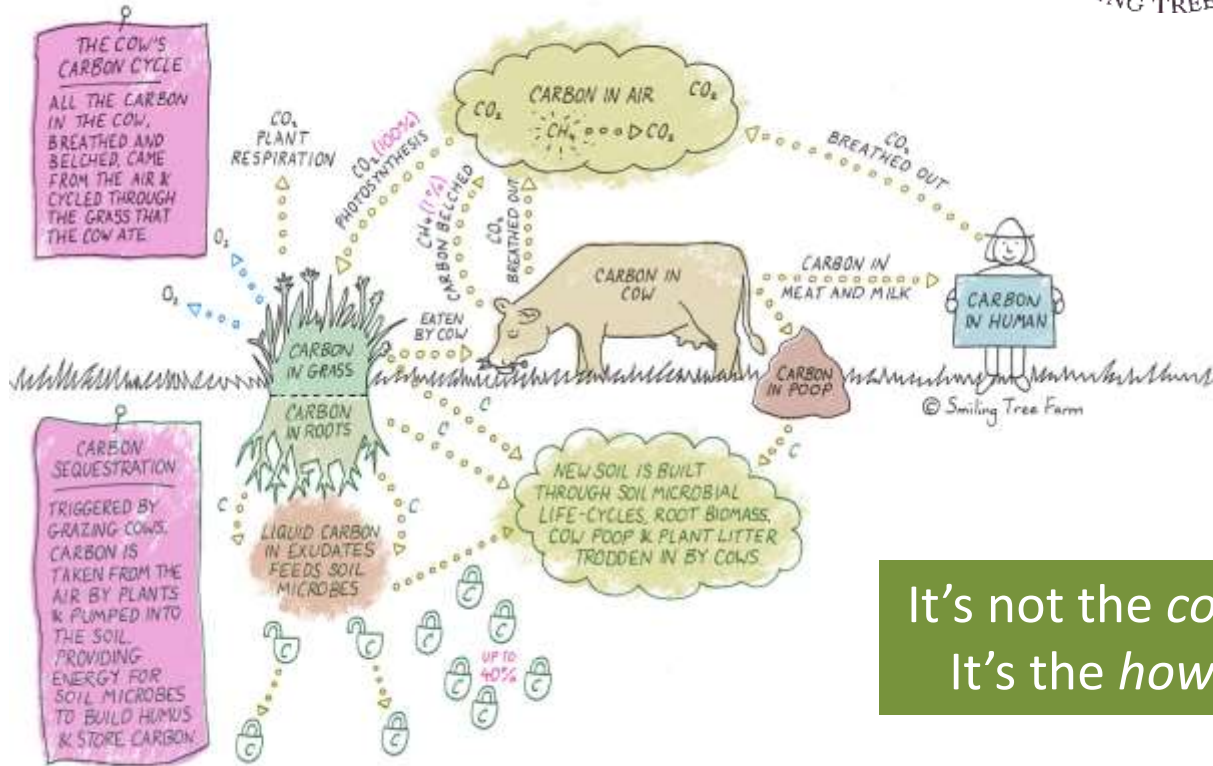 NG TREE
THE COW'S
CARBON CYCLE
ALL THE CARBON
IN THE COW,
BREATHED AND
BELCHED, CAME
FROM THE AIR &
CYCLED THROUGH
THE GRASS THAT
THE COW ATE
CO₂
PLANT
RESPIRATION
O₂
O₂
CO₂ (100%)
PHOTOSYNTHESIS
CO₂
CARBON IN AIR
CO₂
CH₄
CO₂
CH₄ (1%)
CARBON BELCHED
CO₂
BREATHED OUT
CO₂
BREATHED OUT
EATEN
BY COW
CARBON IN
COW
CARBON IN
MEAT AND MILK
CARBON
IN HUMAN
CARBON
IN GRASS
CARBON
IN ROOTS
CARBON
IN POOP
© Smiling Tree Farm
CARBON
SEQUESTRATION
TRIGGERED BY
GRAZING COWS.
CARBON IS
TAKEN FROM THE
AIR BY PLANTS
& PUMPED INTO
THE SOIL,
PROVIDING
ENERGY FOR
SOIL MICROBES
TO BUILD HUMUS
& STORE CARBON
C
C
C
C
C
LIQUID CARBON
IN EXUDATES
FEEDS SOIL
MICROBES
NEW SOIL IS BUILT
THROUGH SOIL MICROBIAL
LIFE-CYCLES, ROOT BIOMASS,
COW POOP & PLANT LITTER
TRODDEN IN BY COWS
C
C
C
C
C
C
UP TO
40%
C
C
C
C
It's not the co
It's the how